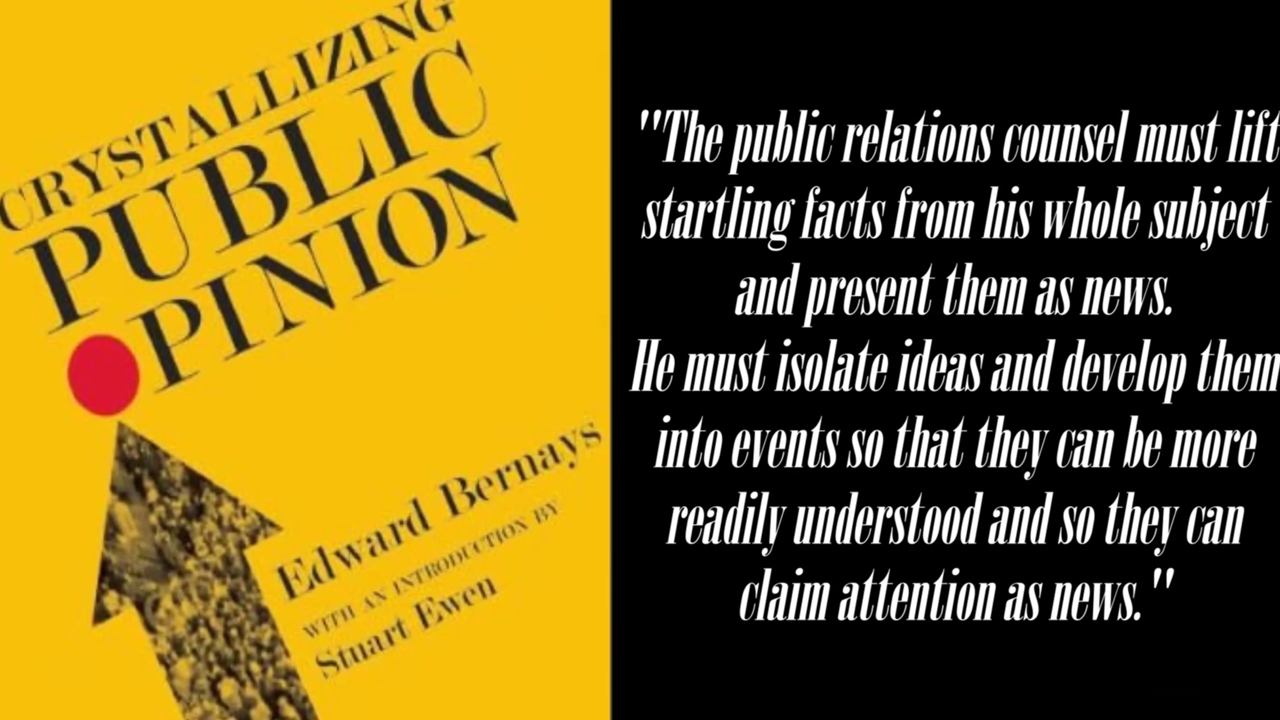 CRYSTALLIZING
PUBLIC
OPINION
Edward Bernays
WITH AN INTRODUCTION BY
Stuart Ewen
"The public relations counsel must lift
startling facts from his whole subject
and present them as news.
He must isolate ideas and develop them
into events so that they can be more
readily understood and so they can
claim attention as news."